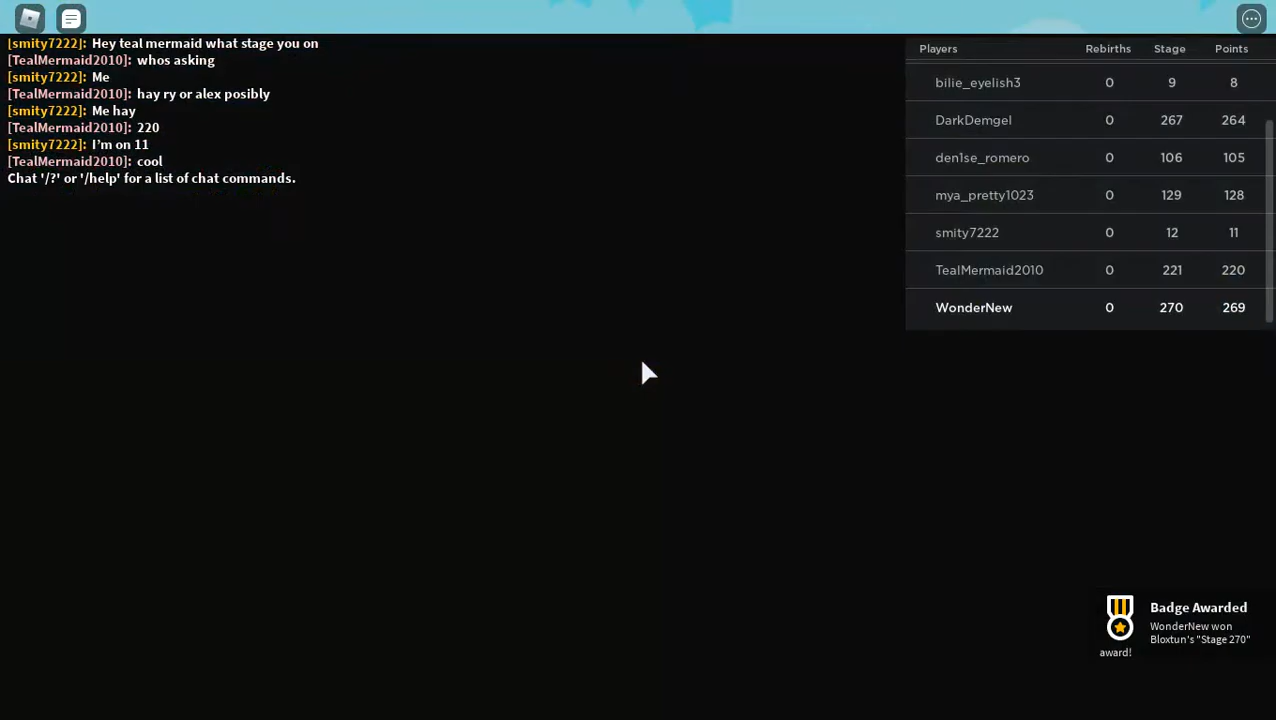 [smity7222]: Hey teal mermaid what stage you on
[TealMermaid2010]: whos asking
[smity7222]: Me
[TealMermaid2010]: hay ry or alex posibly
[smity7222]: Me hay
[TealMermaid2010]: 220
[smity7222]: I'm on 11
[TealMermaid2010]: cool
Chat '/?' or '/help' for a list of chat commands.
Players Rebirths Stage Points
bilie_eyelish3 0 9 8
DarkDemgel 0 267 264
den1se_romero 0 106 105
mya_pretty1023 0 129 128
smity7222 0 12 11
TealMermaid2010 0 221 220
WonderNew 0 270 269
Badge Awarded
WonderNew won
Bloxtun's "Stage 270"
award!